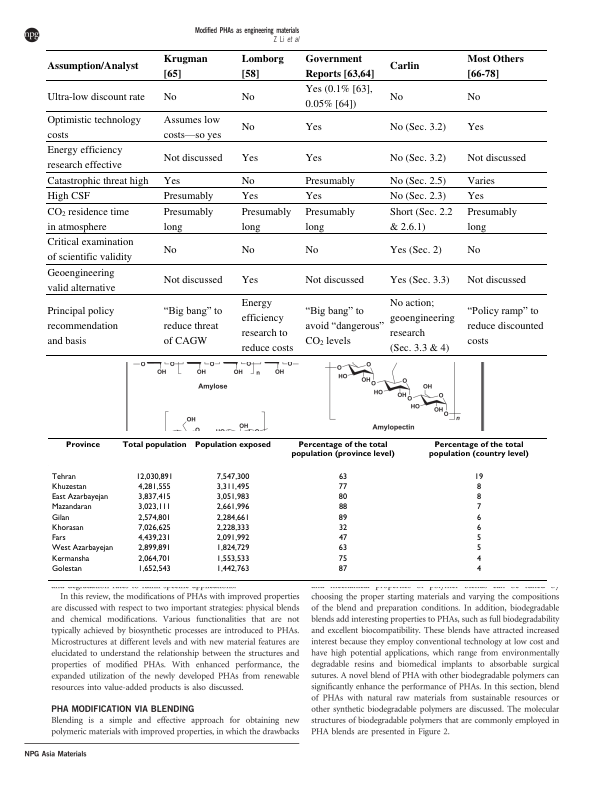 npg
Modified PHAs as engineering materials
Z Li et al
Assumption/Analyst Krugman [65] Lomborg [58] Government Reports [63,64] Carlin Most Others [66-78]
Ultra-low discount rate No No Yes (0.1% [63], 0.05% [64]) No No
Optimistic technology costs Assumes low costs—so yes No Yes No (Sec. 3.2) Yes
Energy efficiency research effective Not discussed Yes Yes No (Sec. 3.2) Not discussed
Catastrophic threat high Yes No Presumably No (Sec. 2.5) Varies
High CSF Presumably Yes Yes No (Sec. 2.3) Yes
CO2 residence time in atmosphere Presumably long Presumably long Presumably long Short (Sec. 2.2 & 2.6.1) Presumably long
Critical examination of scientific validity No No No Yes (Sec. 2) No
Geoengineering valid alternative Not discussed Yes Not discussed Yes (Sec. 3.3) Not discussed
Principal policy recommendation and basis "Big bang" to reduce threat of CAGW Energy efficiency research to reduce costs "Big bang" to avoid "dangerous" CO2 levels No action; geoengineering research (Sec. 3.3 & 4) "Policy ramp" to reduce discounted costs
O O O O O
OH OH n OH OH
Amylose
OH
OH
O
HO OH O
HO OH O OH
HO OH O n
Amylopectin
Province Total population Population exposed Percentage of the total population (province level) Percentage of the total population (country level)
Tehran 12,030,891 7,547,300 63 19
Khuzestan 4,281,555 3,311,495 77 8
East Azarbayejan 3,837,415 3,051,983 80 8
Mazandaran 3,023,111 2,661,996 88 7
Gilan 2,574,801 2,284,661 89 6
Khorasan 7,026,625 2,228,333 32 6
Fars 4,439,231 2,091,992 47 5
West Azarbayejan 2,899,891 1,824,729 63 5
Kermansha 2,064,701 1,553,533 75 4
Golestan 1,652,543 1,442,763 87 4
In this review, the modifications of PHAs with improved properties
are discussed with respect to two important strategies: physical blends
and chemical modifications. Various functionalities that are not
typically achieved by biosynthetic processes are introduced to PHAs.
Microstructures at different levels and with new material features are
elucidated to understand the relationship between the structures and
properties of modified PHAs. With enhanced performance, the
expanded utilization of the newly developed PHAs from renewable
resources into value-added products is also discussed.
PHA MODIFICATION VIA BLENDING
Blending is a simple and effective approach for obtaining new
polymeric materials with improved properties, in which the drawbacks
choosing the proper starting materials and varying the compositions
of the blend and preparation conditions. In addition, biodegradable
blends add interesting properties to PHAs, such as full biodegradability
and excellent biocompatibility. These blends have attracted increased
interest because they employ conventional technology at low cost and
have high potential applications, which range from environmentally
degradable resins and biomedical implants to absorbable surgical
sutures. A novel blend of PHA with other biodegradable polymers can
significantly enhance the performance of PHAs. In this section, blend
of PHAs with natural raw materials from sustainable resources or
other synthetic biodegradable polymers are discussed. The molecular
structures of biodegradable polymers that are commonly employed in
PHA blends are presented in Figure 2.
NPG Asia Materials